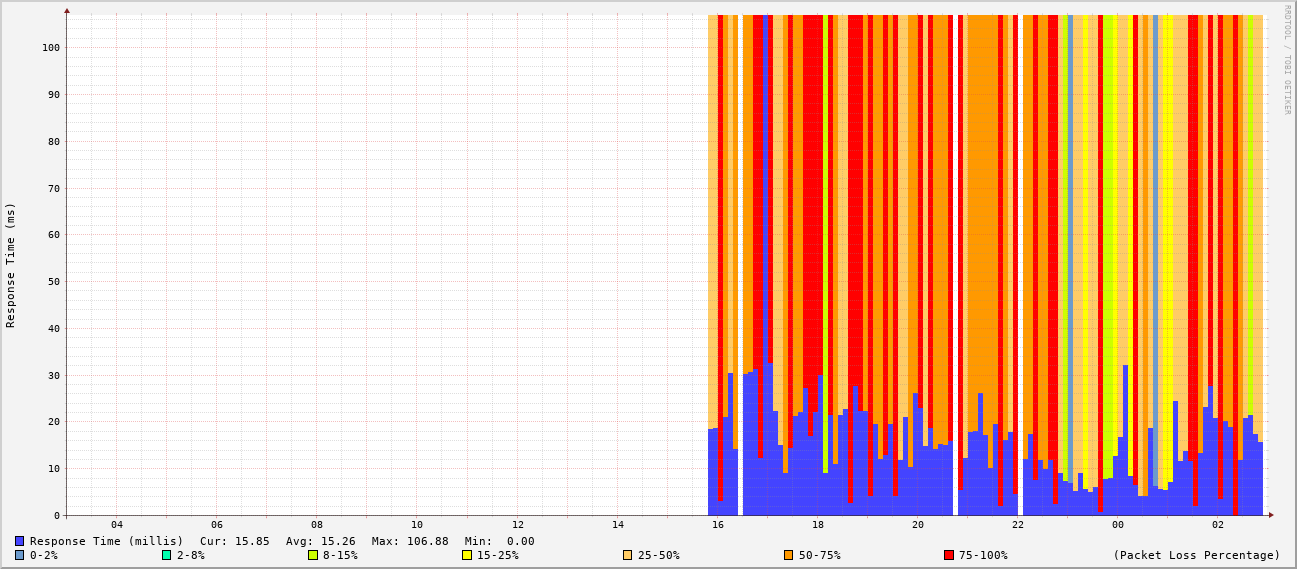 RRDTOOL / TOBI OETIKER
Response Time (ms)
100
90
80
70
60
50
40
30
20
10
0
04 06 08 10 12 14 16 18 20 22 00 02
Response Time (millis) Cur: 15.85 Avg: 15.26 Max: 106.88 Min: 0.00
0-2% 2-8% 8-15% 15-25% 25-50% 50-75% 75-100% (Packet Loss Percentage)